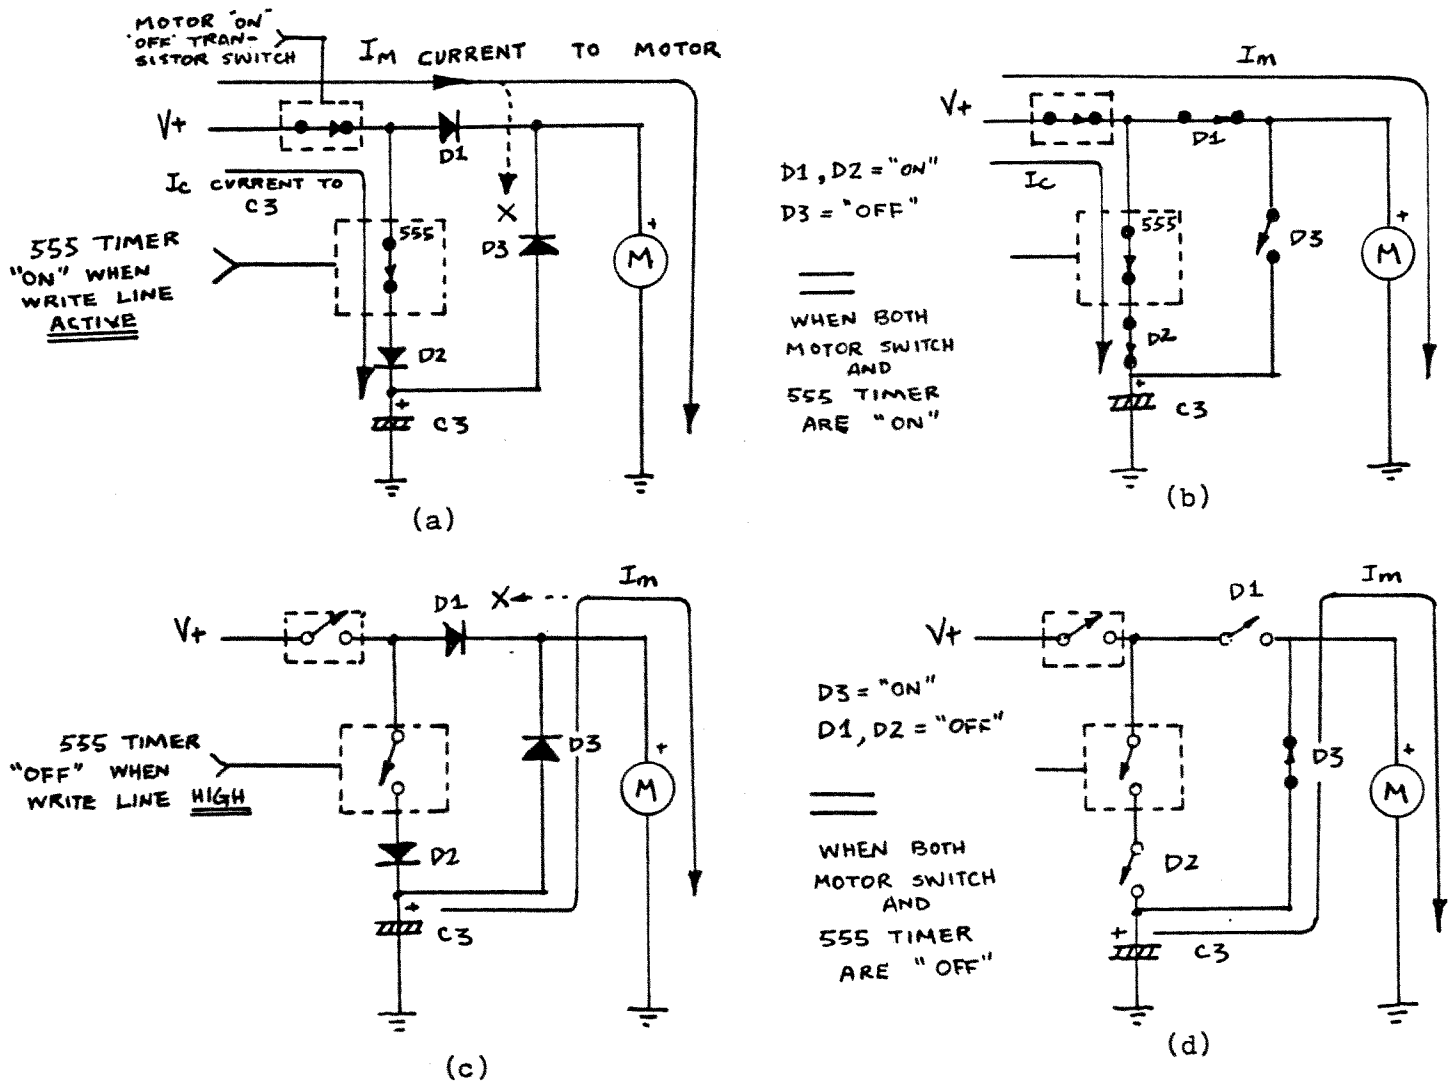 MOTOR "ON"
"OFF" TRAN-
SISTOR SWITCH
IM CURRENT TO MOTOR
V+
D1
IC CURRENT TO
C3
X
555
D3
+
M
555 TIMER
"ON" WHEN
WRITE LINE
ACTIVE
D2
+
C3
(a)
Im
V+
D1
D1, D2 = "ON"
D3 = "OFF"
IC
555
D3
+
M
WHEN BOTH
MOTOR SWITCH
AND
555 TIMER
ARE "ON"
D2
+
C3
(b)
Im
D1 X
V+
555 TIMER
"OFF" WHEN
WRITE LINE HIGH
D3
+
M
D2
+
C3
(c)
Im
D1
V+
D3 = "ON"
D1, D2 = "OFF"
D3
+
M
WHEN BOTH
MOTOR SWITCH
AND
555 TIMER
ARE "OFF"
D2
+
C3
(d)